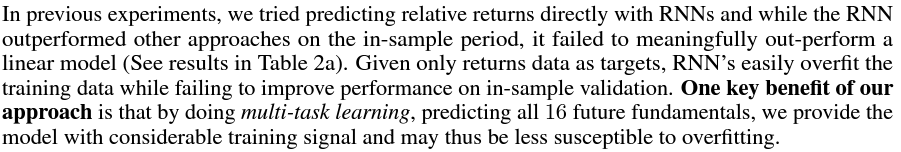 In previous experiments, we tried predicting relative returns directly with RNNs and while the RNN
outperformed other approaches on the in-sample period, it failed to meaningfully out-perform a
linear model (See results in Table 2a). Given only returns data as targets, RNN's easily overfit the
training data while failing to improve performance on in-sample validation. One key benefit of our
approach is that by doing multi-task learning, predicting all 16 future fundamentals, we provide the
model with considerable training signal and may thus be less susceptible to overfitting.